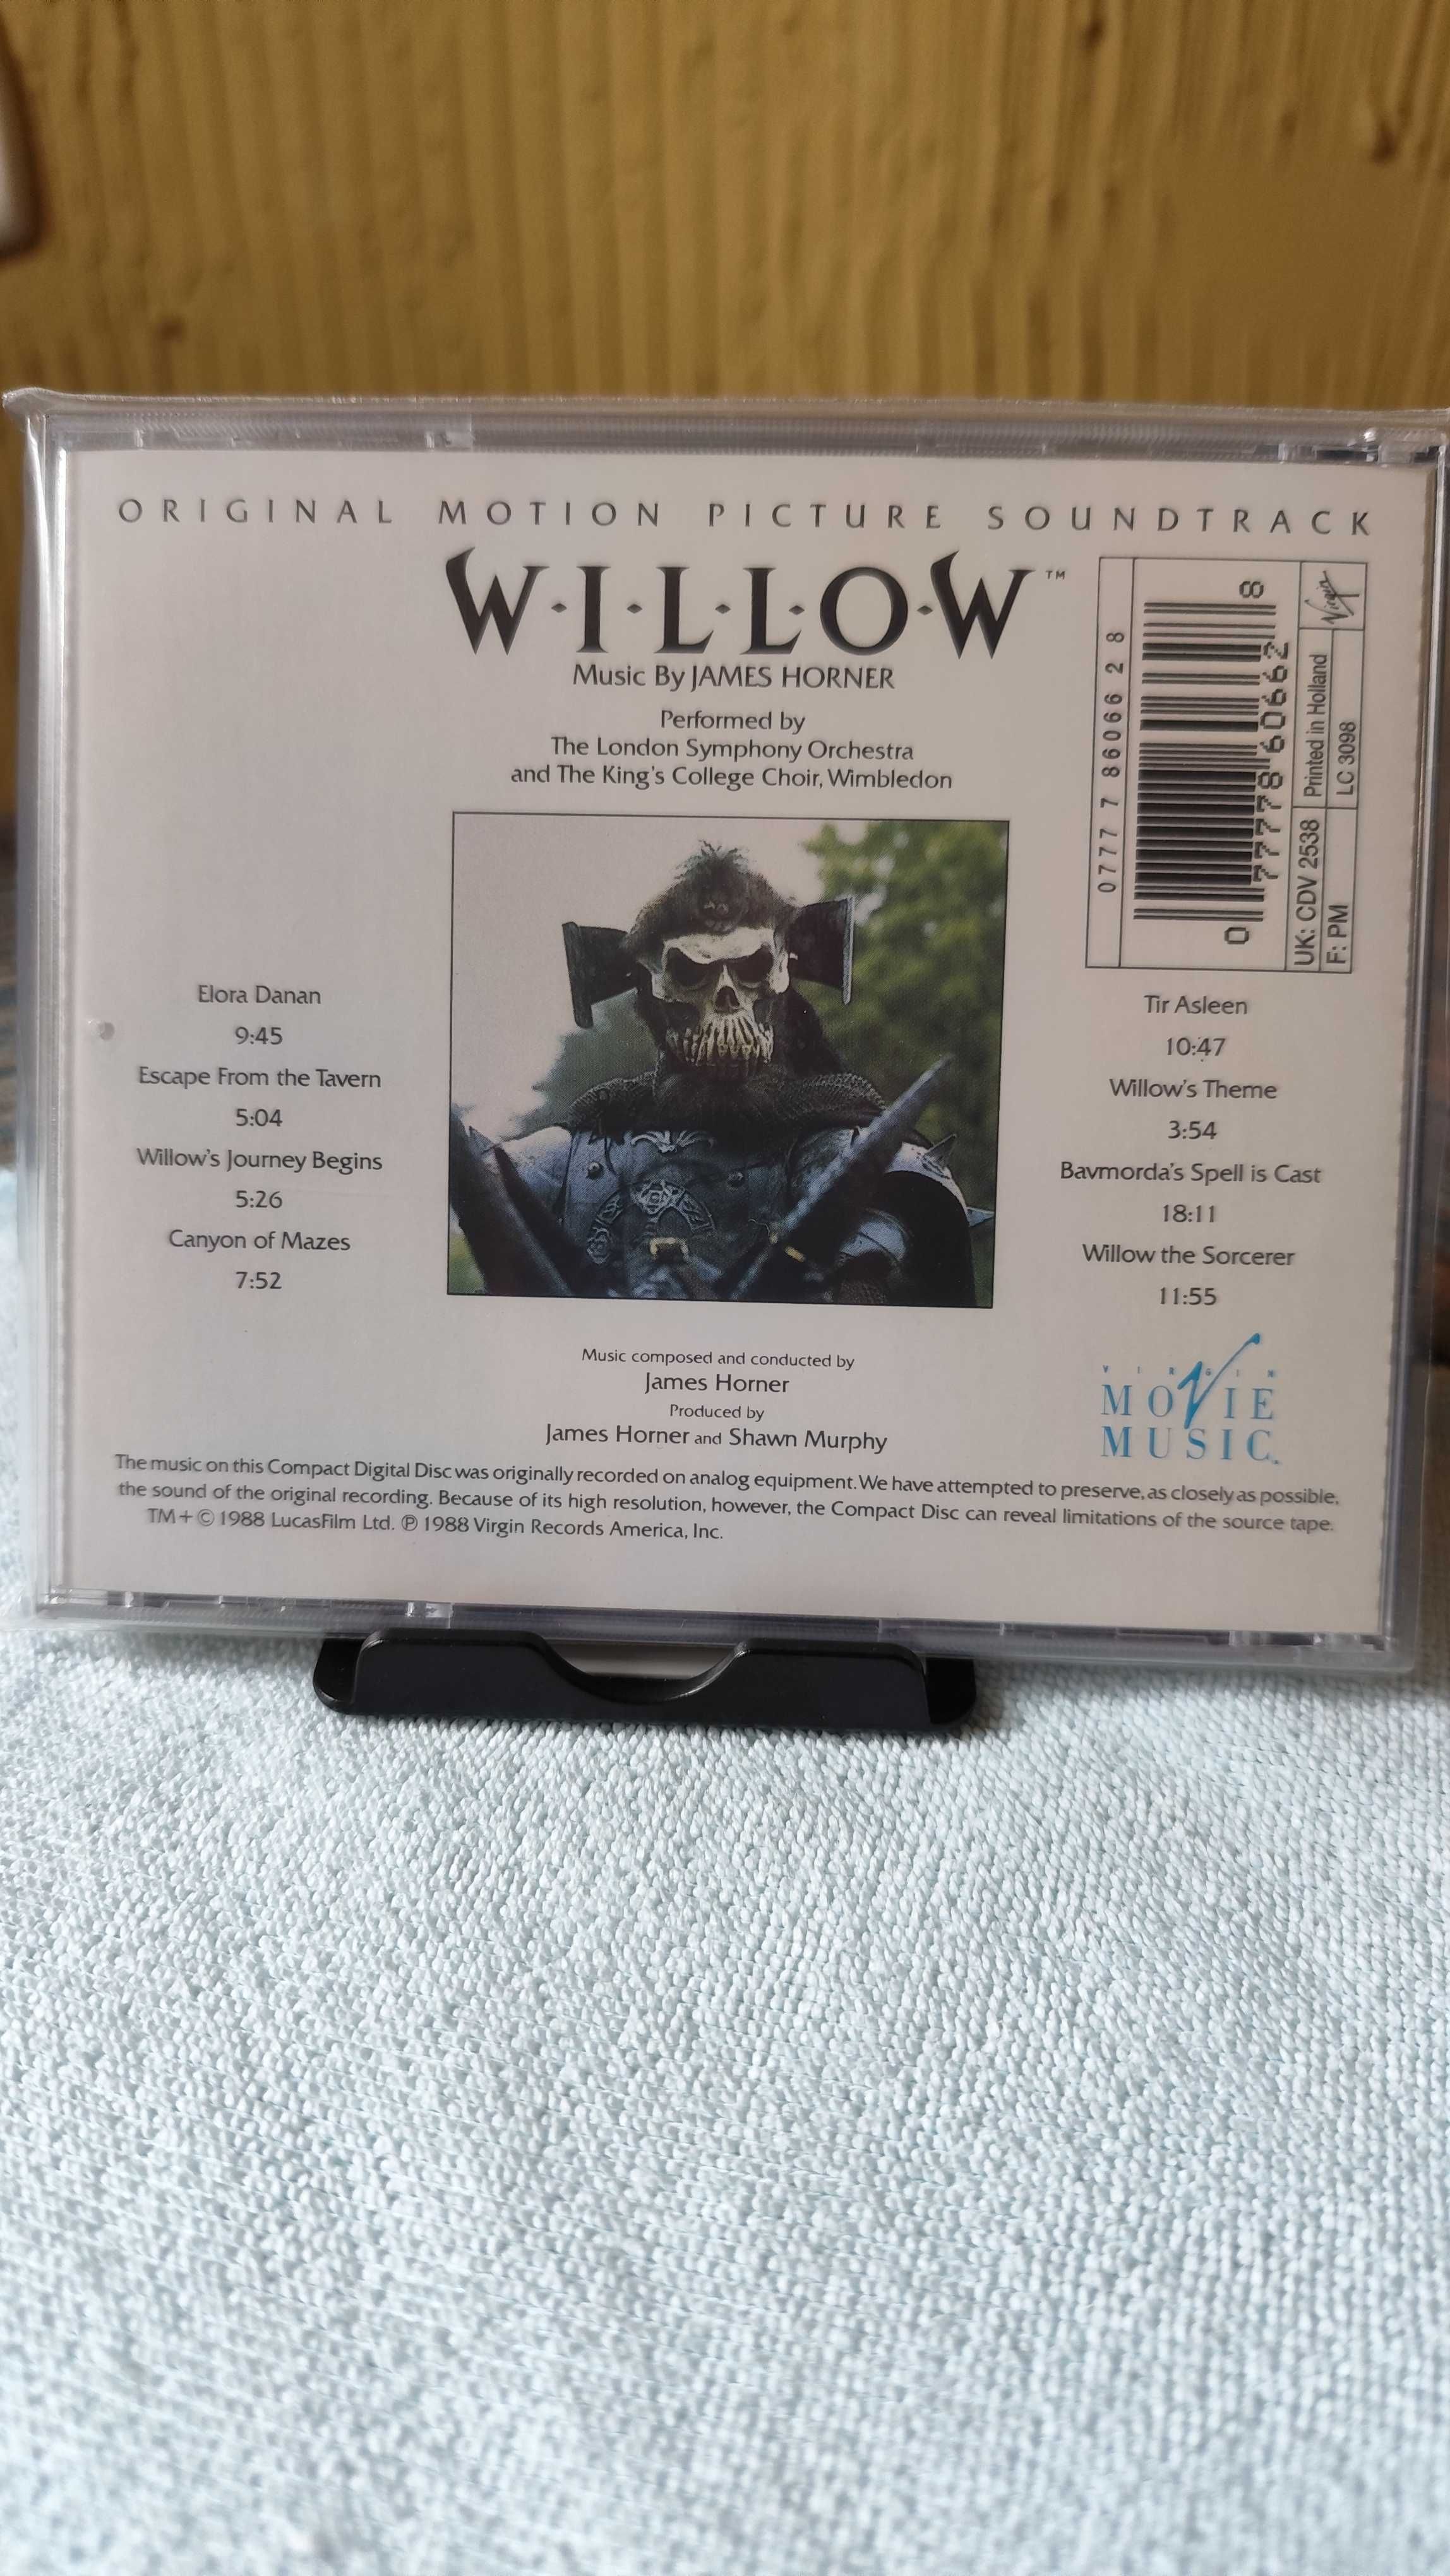 ORIGINAL MOTION PICTURE SOUNDTRACK
W·I·L·L·O·W™
Music By JAMES HORNER
Performed by
The London Symphony Orchestra
and The King's College Choir, Wimbledon
0777 7 86066 2 8
0 77778 60662 8
Virgin
UK: CDV 2538
Printed in Holland
F: PM
LC 3098
Elora Danan
9:45
Escape From the Tavern
5:04
Willow's Journey Begins
5:26
Canyon of Mazes
7:52
Tir Asleen
10:47
Willow's Theme
3:54
Bavmorda's Spell is Cast
18:11
Willow the Sorcerer
11:55
Music composed and conducted by
James Horner
Produced by
James Horner and Shawn Murphy
VIRGIN
MOVIE
MUSIC.
The music on this Compact Digital Disc was originally recorded on analog equipment. We have attempted to preserve, as closely as possible,
the sound of the original recording. Because of its high resolution, however, the Compact Disc can reveal limitations of the source tape.
TM + © 1988 LucasFilm Ltd. ℗ 1988 Virgin Records America, Inc.